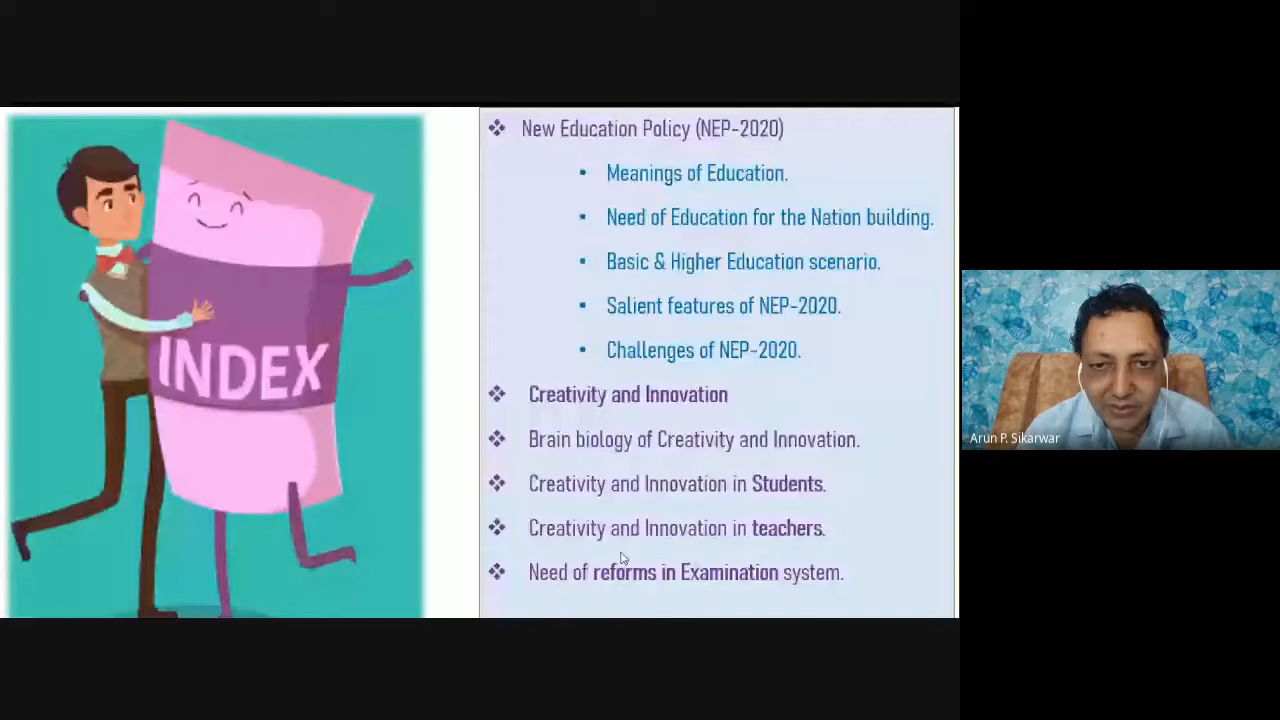 INDEX
❖ New Education Policy (NEP-2020)
• Meanings of Education.
• Need of Education for the Nation building.
• Basic & Higher Education scenario.
• Salient features of NEP-2020.
• Challenges of NEP-2020.
❖ Creativity and Innovation
❖ Brain biology of Creativity and Innovation.
❖ Creativity and Innovation in Students.
❖ Creativity and Innovation in teachers.
❖ Need of reforms in Examination system.
Arun P. Sikarwar